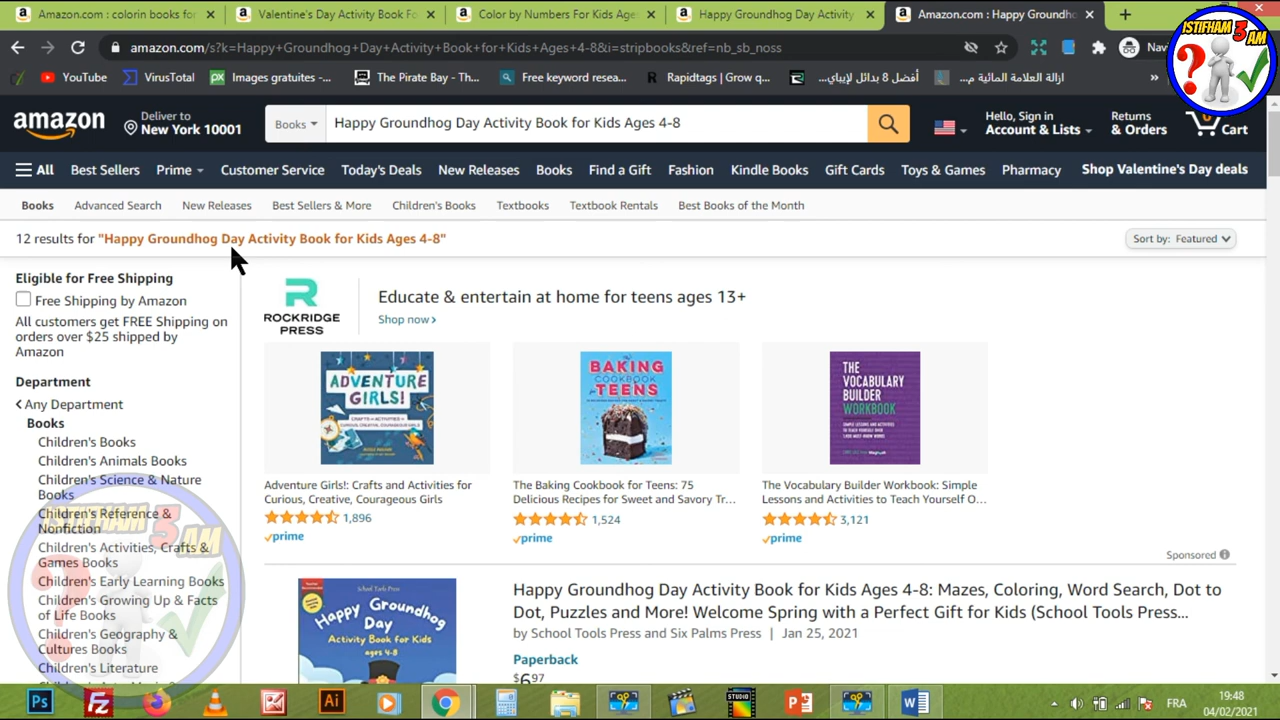 Amazon.com : colorin books for
Valentine's Day Activity Book Fo
Color by Numbers For Kids Ages
Happy Groundhog Day Activity
Amazon.com : Happy Groundho
amazon.com/s?k=Happy+Groundhog+Day+Activity+Book+for+Kids+Ages+4-8&i=stripbooks&ref=nb_sb_noss
YouTube
VirusTotal
Images gratuites -...
The Pirate Bay - Th...
Free keyword resea...
Rapidtags | Grow q...
أفضل 8 بدائل لإيباي...
ازالة العلامة المائية م...
»
ISTIFHAM 3 AM
amazon
Deliver to
New York 10001
Books
Happy Groundhog Day Activity Book for Kids Ages 4-8
Hello, Sign in
Account & Lists
Returns
& Orders
0
Cart
All
Best Sellers
Prime
Customer Service
Today's Deals
New Releases
Books
Find a Gift
Fashion
Kindle Books
Gift Cards
Toys & Games
Pharmacy
Shop Valentine's Day deals
Books
Advanced Search
New Releases
Best Sellers & More
Children's Books
Textbooks
Textbook Rentals
Best Books of the Month
12 results for "Happy Groundhog Day Activity Book for Kids Ages 4-8"
Sort by: Featured
Eligible for Free Shipping
Free Shipping by Amazon
All customers get FREE Shipping on
orders over $25 shipped by
Amazon
Department
Any Department
Books
Children's Books
Children's Animals Books
Children's Science & Nature
Books
Children's Reference &
Nonfiction
Children's Activities, Crafts &
Games Books
Children's Early Learning Books
Children's Growing Up & Facts
of Life Books
Children's Geography &
Cultures Books
Children's Literature
ISTIFHAM 3 AM
R
ROCKRIDGE
PRESS
Educate & entertain at home for teens ages 13+
Shop now
ADVENTURE
GIRLS!
Adventure Girls!: Crafts and Activities for
Curious, Creative, Courageous Girls
1,896
prime
BAKING
COOKBOOK for
TEENS
The Baking Cookbook for Teens: 75
Delicious Recipes for Sweet and Savory Tr...
1,524
prime
THE
VOCABULARY
BUILDER
WORKBOOK
The Vocabulary Builder Workbook: Simple
Lessons and Activities to Teach Yourself O...
3,121
prime
Sponsored
School Tools Press
Happy Groundhog
Day
Activity Book for Kids
ages 4-8
Happy Groundhog Day Activity Book for Kids Ages 4-8: Mazes, Coloring, Word Search, Dot to
Dot, Puzzles and More! Welcome Spring with a Perfect Gift for Kids (School Tools Press...
by School Tools Press and Six Palms Press | Jan 25, 2021
Paperback
$6.97
Ps
FZ
Ai
STUDIO
FRA
19:48
04/02/2021